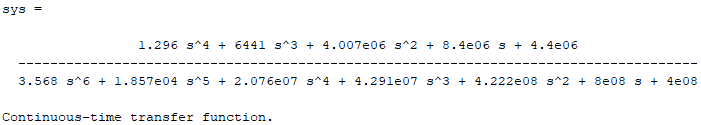 sys =
1.296 s^4 + 6441 s^3 + 4.007e06 s^2 + 8.4e06 s + 4.4e06
---------------------------------------------------------------------------------
3.568 s^6 + 1.857e04 s^5 + 2.076e07 s^4 + 4.291e07 s^3 + 4.222e08 s^2 + 8e08 s + 4e08
Continuous-time transfer function.